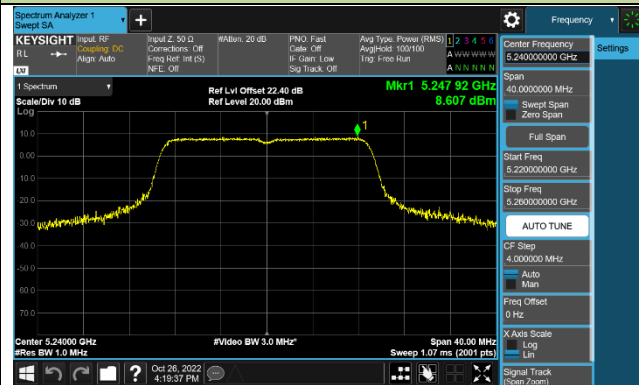 Spectrum Analyzer 1
Swept SA
Frequency
KEYSIGHT
RL
LXI
Input: RF
Coupling: DC
Align: Auto
Input Z: 50 Ω
Corrections: Off
Freq Ref: Int (S)
NFE: Off
#Atten: 20 dB
PNO: Fast
Gate: Off
IF Gain: Low
Sig Track: Off
Avg Type: Power (RMS)
Avg|Hold: 100/100
Trig: Free Run
1 2 3 4 5 6
A W W W W W
A N N N N N
1 Spectrum
Scale/Div 10 dB
Log
Ref Lvl Offset 22.40 dB
Ref Level 20.00 dBm
Mkr1 5.247 92 GHz
8.607 dBm
1
10.0
0.00
-10.0
-20.0
-30.0
-40.0
-50.0
-60.0
-70.0
Center 5.24000 GHz
#Res BW 1.0 MHz
#Video BW 3.0 MHz*
Span 40.00 MHz
Sweep 1.07 ms (2001 pts)
Center Frequency
5.240000000 GHz
Span
40.0000000 MHz
Swept Span
Zero Span
Full Span
Start Freq
5.220000000 GHz
Stop Freq
5.260000000 GHz
AUTO TUNE
CF Step
4.000000 MHz
Auto
Man
Freq Offset
0 Hz
X Axis Scale
Log
Lin
Signal Track
(Span Zoom)
Settings
?
Oct 26, 2022
4:19:37 PM